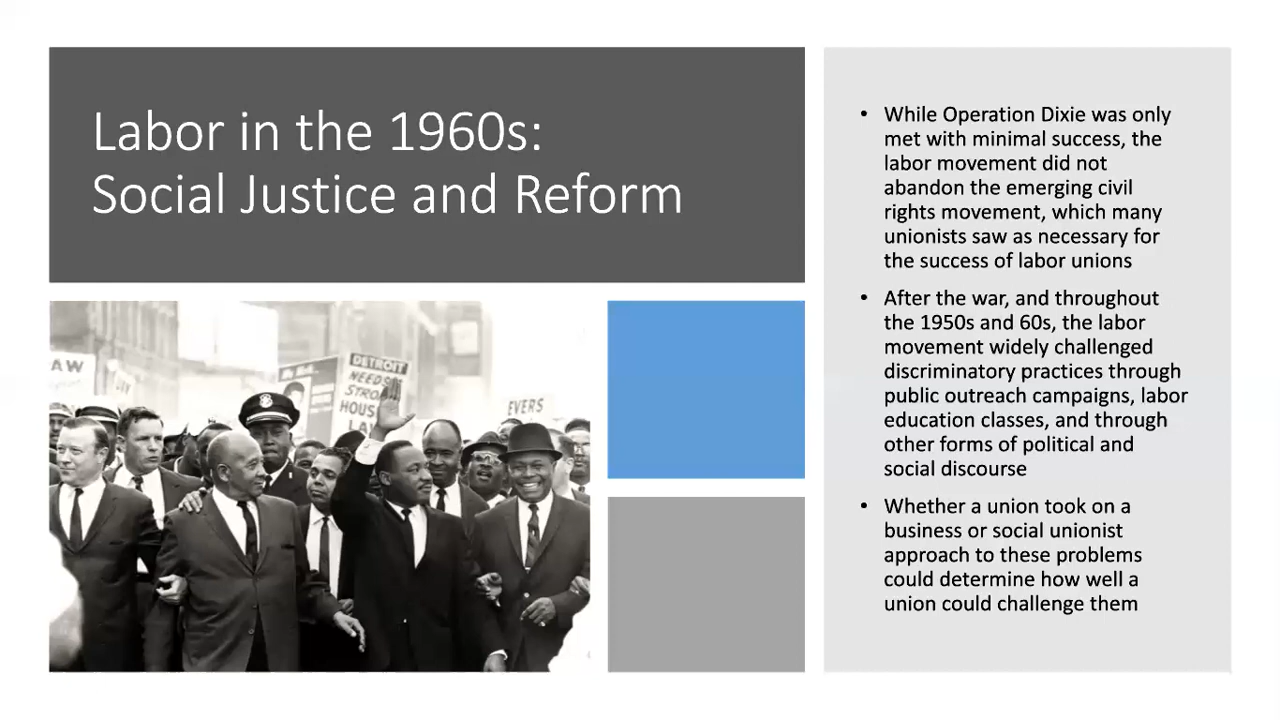 Labor in the 1960s:
Social Justice and Reform
• While Operation Dixie was only
met with minimal success, the
labor movement did not
abandon the emerging civil
rights movement, which many
unionists saw as necessary for
the success of labor unions
• After the war, and throughout
the 1950s and 60s, the labor
movement widely challenged
discriminatory practices through
public outreach campaigns, labor
education classes, and through
other forms of political and
social discourse
• Whether a union took on a
business or social unionist
approach to these problems
could determine how well a
union could challenge them
AW
DETROIT
NEEDS
STRO
HOUS
LA
EVERS